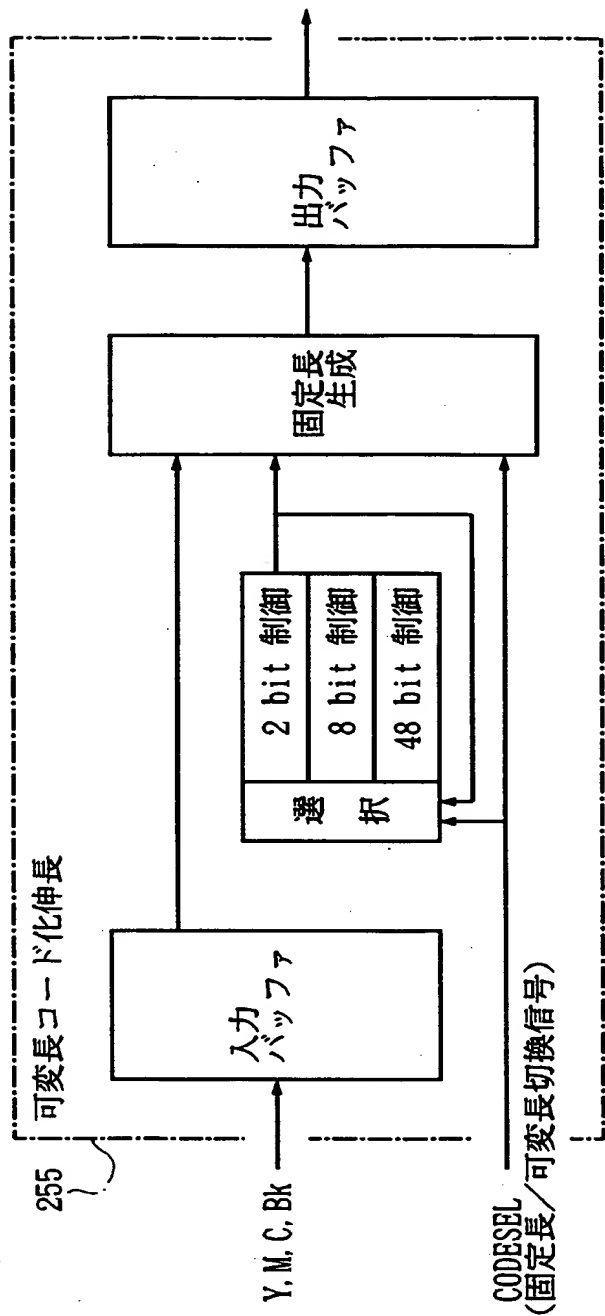 255
可変長コード化伸長
Y, M, C, Bk
入力
バッファ
選択
2 bit 制御
8 bit 制御
48 bit 制御
固定長
生成
出力
バッファ
CODESEL
(固定長/可変長切換信号)